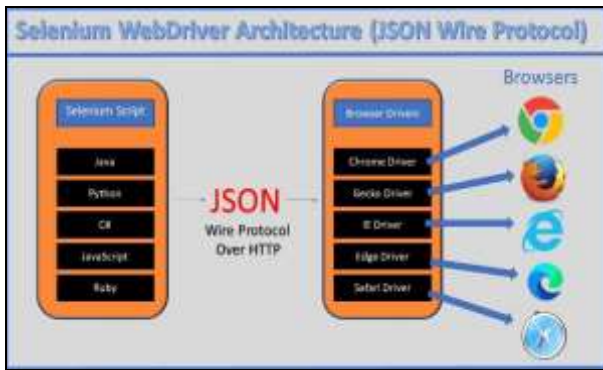 Selenium WebDriver Architecture (JSON Wire Protocol)
Browsers
Selenium Script
Java
Python
C#
JavaScript
Ruby
JSON
Wire Protocol
Over HTTP
Browser Drivers
Chrome Driver
Gecko Driver
IE Driver
Edge Driver
Safari Driver